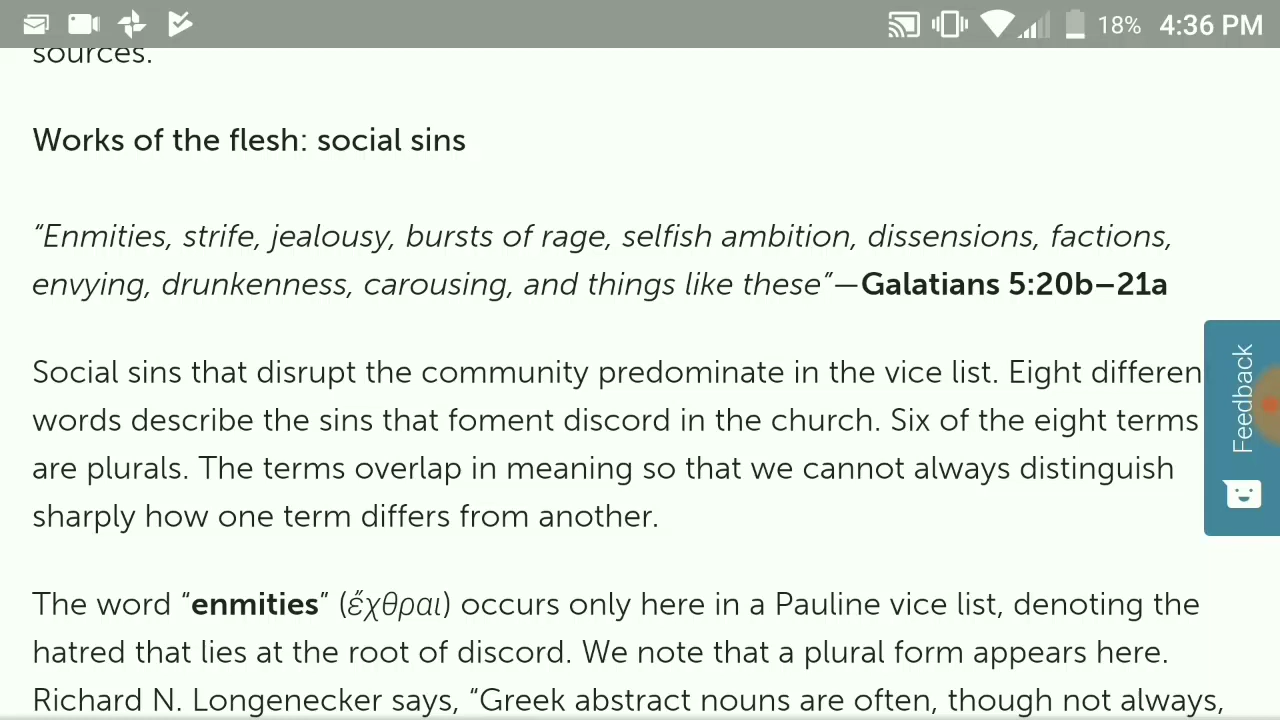 18% 4:36 PM
sources.
Works of the flesh: social sins
“Enmities, strife, jealousy, bursts of rage, selfish ambition, dissensions, factions,
envying, drunkenness, carousing, and things like these”—Galatians 5:20b–21a
Social sins that disrupt the community predominate in the vice list. Eight differen
words describe the sins that foment discord in the church. Six of the eight terms
are plurals. The terms overlap in meaning so that we cannot always distinguish
sharply how one term differs from another.
The word “enmities” (ἔχθραι) occurs only here in a Pauline vice list, denoting the
hatred that lies at the root of discord. We note that a plural form appears here.
Richard N. Longenecker says, “Greek abstract nouns are often, though not always,
Feedback